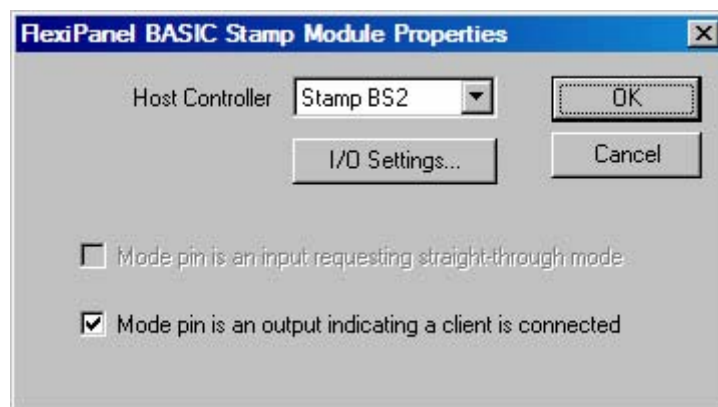 FlexiPanel BASIC Stamp Module Properties
Host Controller Stamp BS2 OK
I/O Settings... Cancel
Mode pin is an input requesting straight-through mode
Mode pin is an output indicating a client is connected